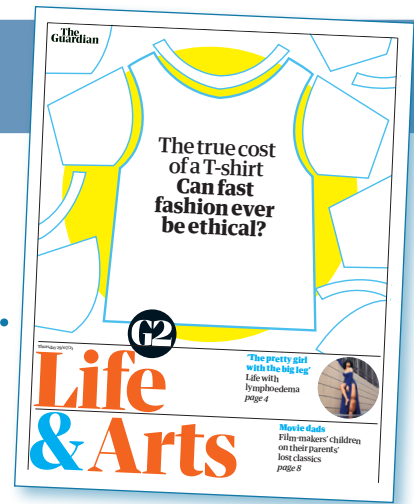 The
Guardian
The true cost
of a T-shirt
Can fast
fashion ever
be ethical?
G2
Life
& Arts
'The pretty girl
with the big leg'
Life with
lymphoedema
page 4
Movie dads
Film-makers' children
on their parents'
lost classics
page 8